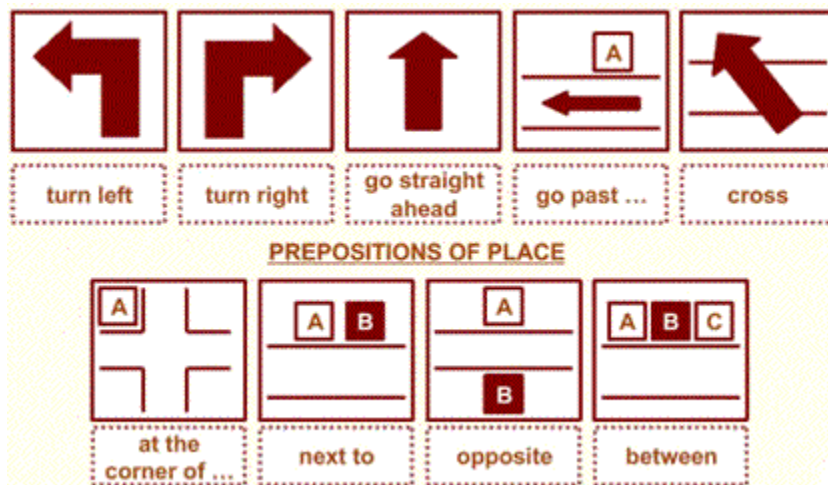 A
turn left
turn right
go straight
ahead
go past ...
cross
PREPOSITIONS OF PLACE
A
A B
A
B
A B C
at the
corner of ...
next to
opposite
between